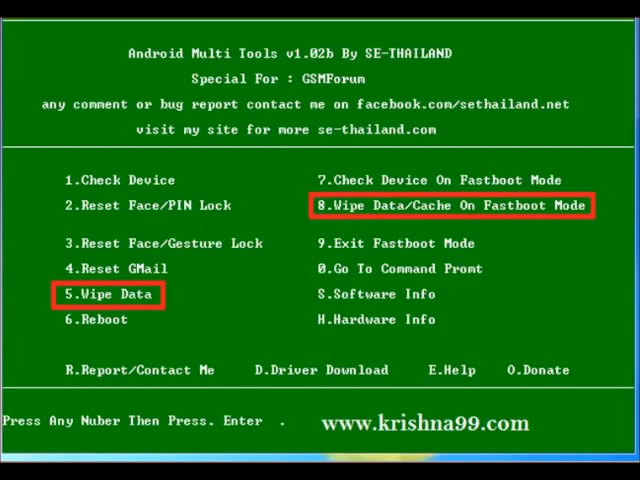 Android Multi Tools v1.02b By SE-THAILAND
Special For : GSMForum
any comment or bug report contact me on facebook.com/sethailand.net
visit my site for more se-thailand.com
1.Check Device 7.Check Device On Fastboot Mode
2.Reset Face/PIN Lock 8.Wipe Data/Cache On Fastboot Mode
3.Reset Face/Gesture Lock 9.Exit Fastboot Mode
4.Reset GMail 0.Go To Command Promt
5.Wipe Data S.Software Info
6.Reboot H.Hardware Info
R.Report/Contact Me D.Driver Download E.Help O.Donate
Press Any Nuber Then Press. Enter .
www.krishna99.com